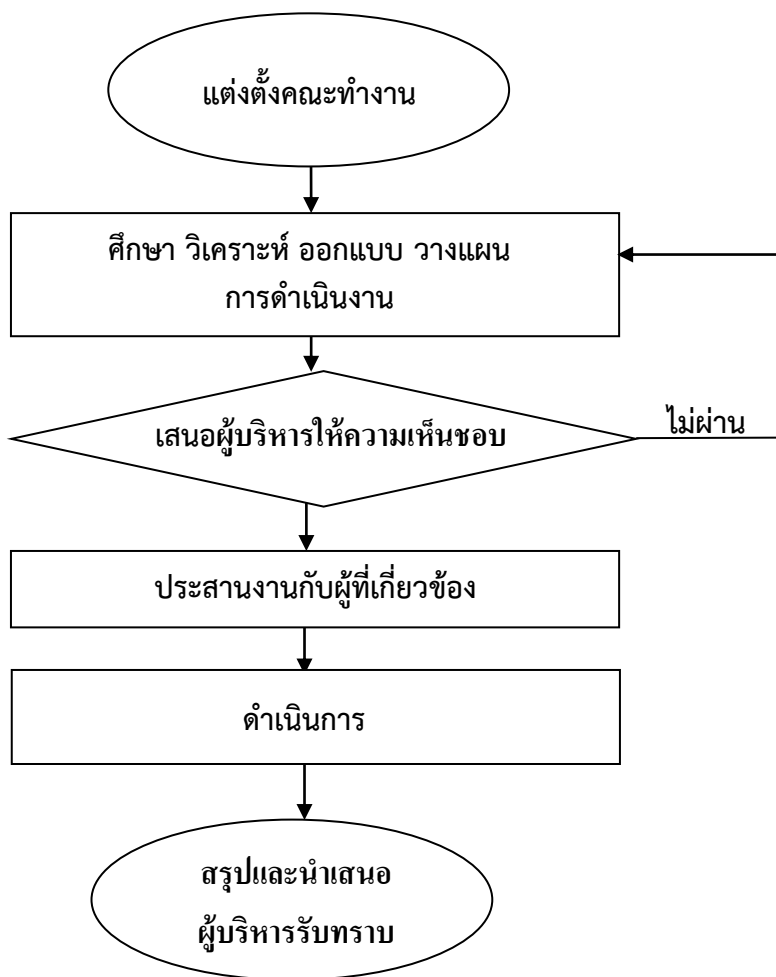 แต่งตั้งคณะทำงาน
ศึกษา วิเคราะห์ ออกแบบ วางแผน
การดำเนินงาน
เสนอผู้บริหารให้ความเห็นชอบ
ไม่ผ่าน
ประสานงานกับผู้ที่เกี่ยวข้อง
ดำเนินการ
สรุปและนำเสนอ
ผู้บริหารรับทราบ